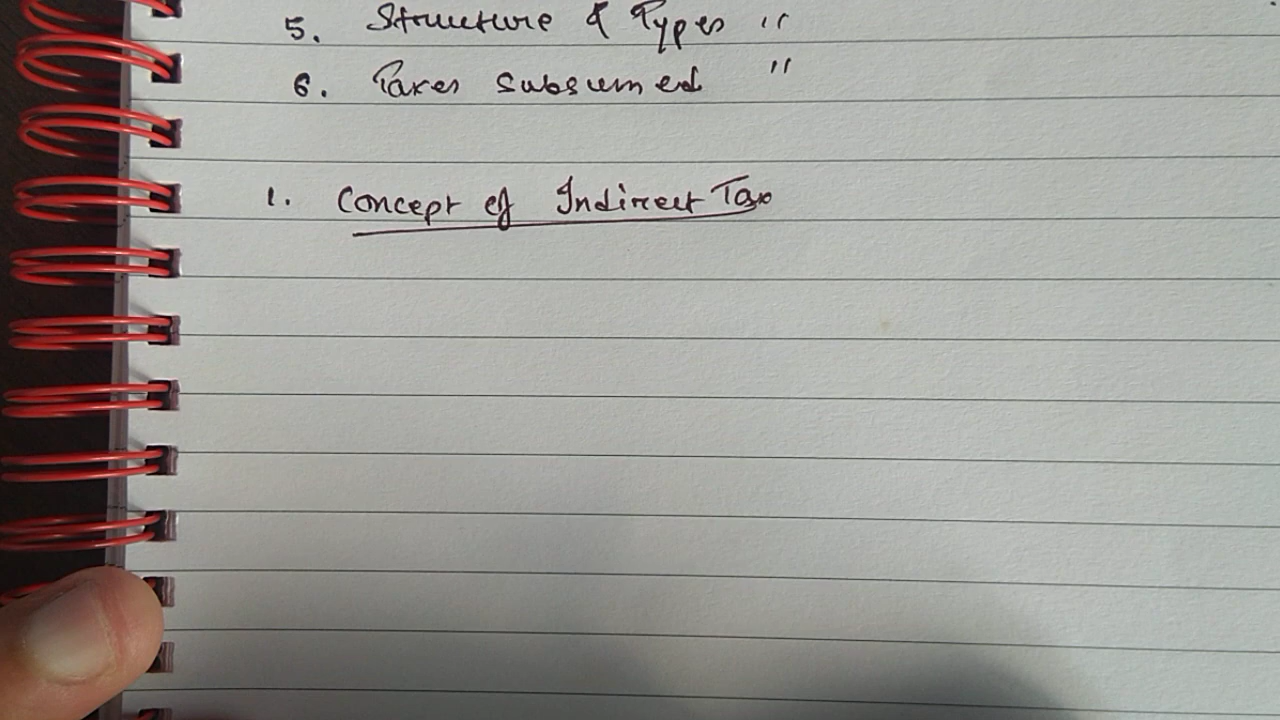 5. Structure & Types "
6. Taxes subsumed "
1. Concept of Indirect Tax